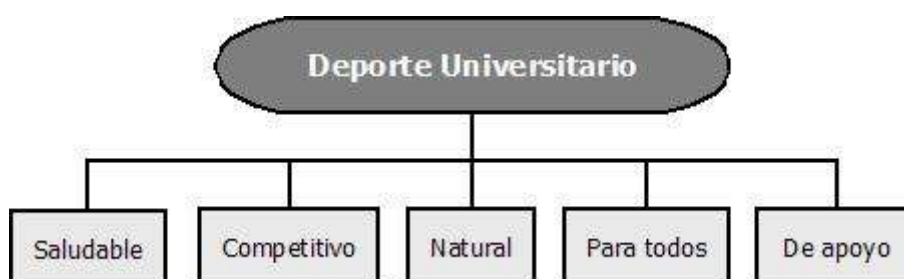 Deporte Universitario
Saludable
Competitivo
Natural
Para todos
De apoyo